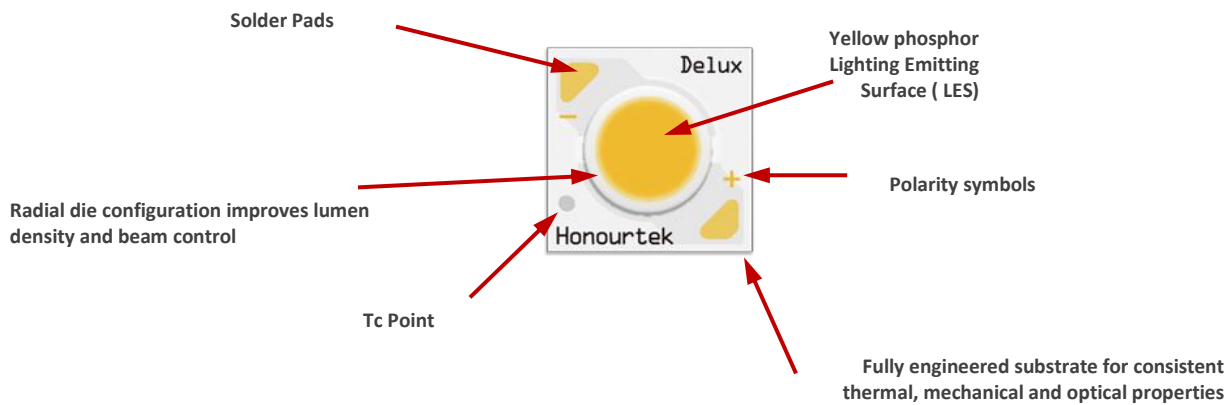 Solder Pads
Yellow phosphor
Lighting Emitting
Surface ( LES)
Delux
−
+
Polarity symbols
Radial die configuration improves lumen
density and beam control
Honourtek
Tc Point
Fully engineered substrate for consistent
thermal, mechanical and optical properties